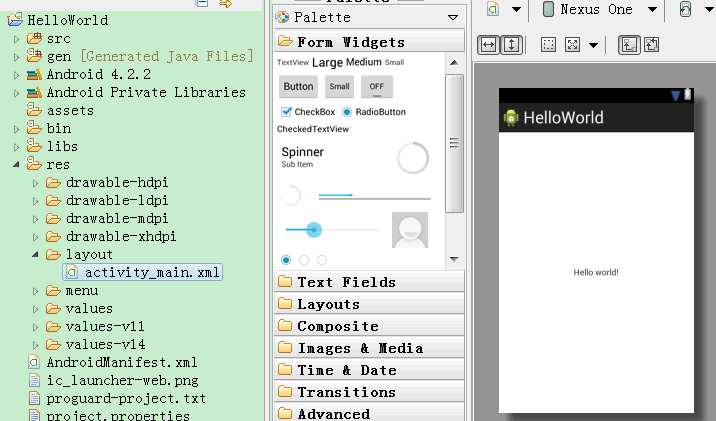 HelloWorld
src
gen [Generated Java Files]
Android 4.2.2
Android Private Libraries
assets
bin
libs
res
drawable-hdpi
drawable-ldpi
drawable-mdpi
drawable-xhdpi
layout
activity_main.xml
menu
values
values-v11
values-v14
AndroidManifest.xml
ic_launcher-web.png
proguard-project.txt
project.properties
Palette
Form Widgets
TextView Large Medium Small
Button Small OFF
CheckBox RadioButton
CheckedTextView
Spinner
Sub Item
Text Fields
Layouts
Composite
Images & Media
Time & Date
Transitions
Advanced
Nexus One
HelloWorld
Hello world!